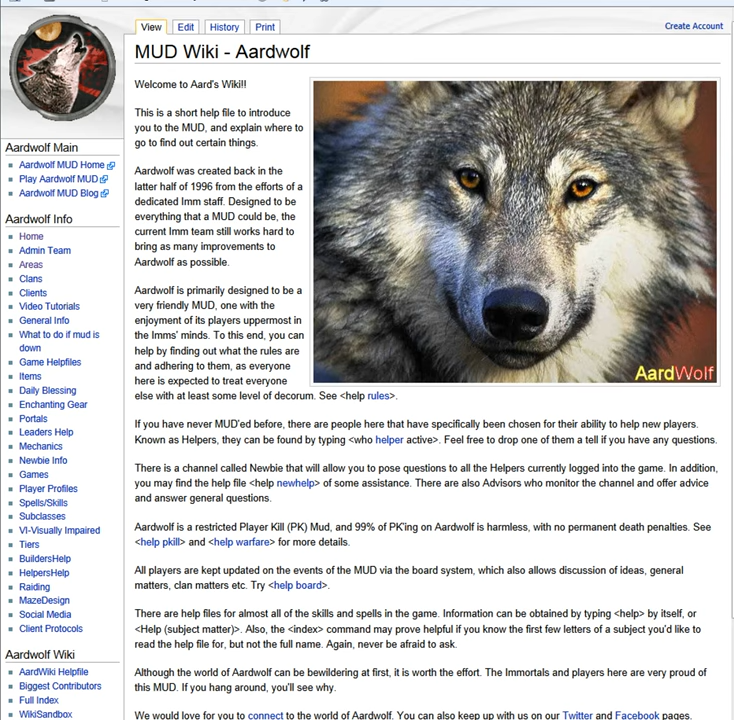 View
Edit
History
Print
Create Account
MUD Wiki - Aardwolf
Aardwolf Main
Aardwolf MUD Home
Play Aardwolf MUD
Aardwolf MUD Blog
Aardwolf Info
Home
Admin Team
Areas
Clans
Clients
Video Tutorials
General Info
What to do if mud is
down
Game Helpfiles
Items
Daily Blessing
Enchanting Gear
Portals
Leaders Help
Mechanics
Newbie Info
Games
Player Profiles
Spells/Skills
Subclasses
VI-Visually Impaired
Tiers
BuildersHelp
HelpersHelp
Raiding
MazeDesign
Social Media
Client Protocols
Aardwolf Wiki
AardWiki Helpfile
Biggest Contributors
Full Index
WikiSandbox
Welcome to Aard's Wiki!!
This is a short help file to introduce
you to the MUD, and explain where to
go to find out certain things.
Aardwolf was created back in the
latter half of 1996 from the efforts of a
dedicated Imm staff. Designed to be
everything that a MUD could be, the
current Imm team still works hard to
bring as many improvements to
Aardwolf as possible.
Aardwolf is primarily designed to be a
very friendly MUD, one with the
enjoyment of its players uppermost in
the Imms' minds. To this end, you can
help by finding out what the rules are
and adhering to them, as everyone
here is expected to treat everyone
else with at least some level of decorum. See <help rules>.
AardWolf
If you have never MUD'ed before, there are people here that have specifically been chosen for their ability to help new players.
Known as Helpers, they can be found by typing <who helper active>. Feel free to drop one of them a tell if you have any questions.
There is a channel called Newbie that will allow you to pose questions to all the Helpers currently logged into the game. In addition,
you may find the help file <help newhelp> of some assistance. There are also Advisors who monitor the channel and offer advice
and answer general questions.
Aardwolf is a restricted Player Kill (PK) Mud, and 99% of PK'ing on Aardwolf is harmless, with no permanent death penalties. See
<help pkill> and <help warfare> for more details.
All players are kept updated on the events of the MUD via the board system, which also allows discussion of ideas, general
matters, clan matters etc. Try <help board>.
There are help files for almost all of the skills and spells in the game. Information can be obtained by typing <help> by itself, or
<Help (subject matter)>. Also, the <index> command may prove helpful if you know the first few letters of a subject you'd like to
read the help file for, but not the full name. Again, never be afraid to ask.
Although the world of Aardwolf can be bewildering at first, it is worth the effort. The Immortals and players here are very proud of
this MUD. If you hang around, you'll see why.
We would love for you to connect to the world of Aardwolf. You can also keep up with us on our Twitter and Facebook pages.